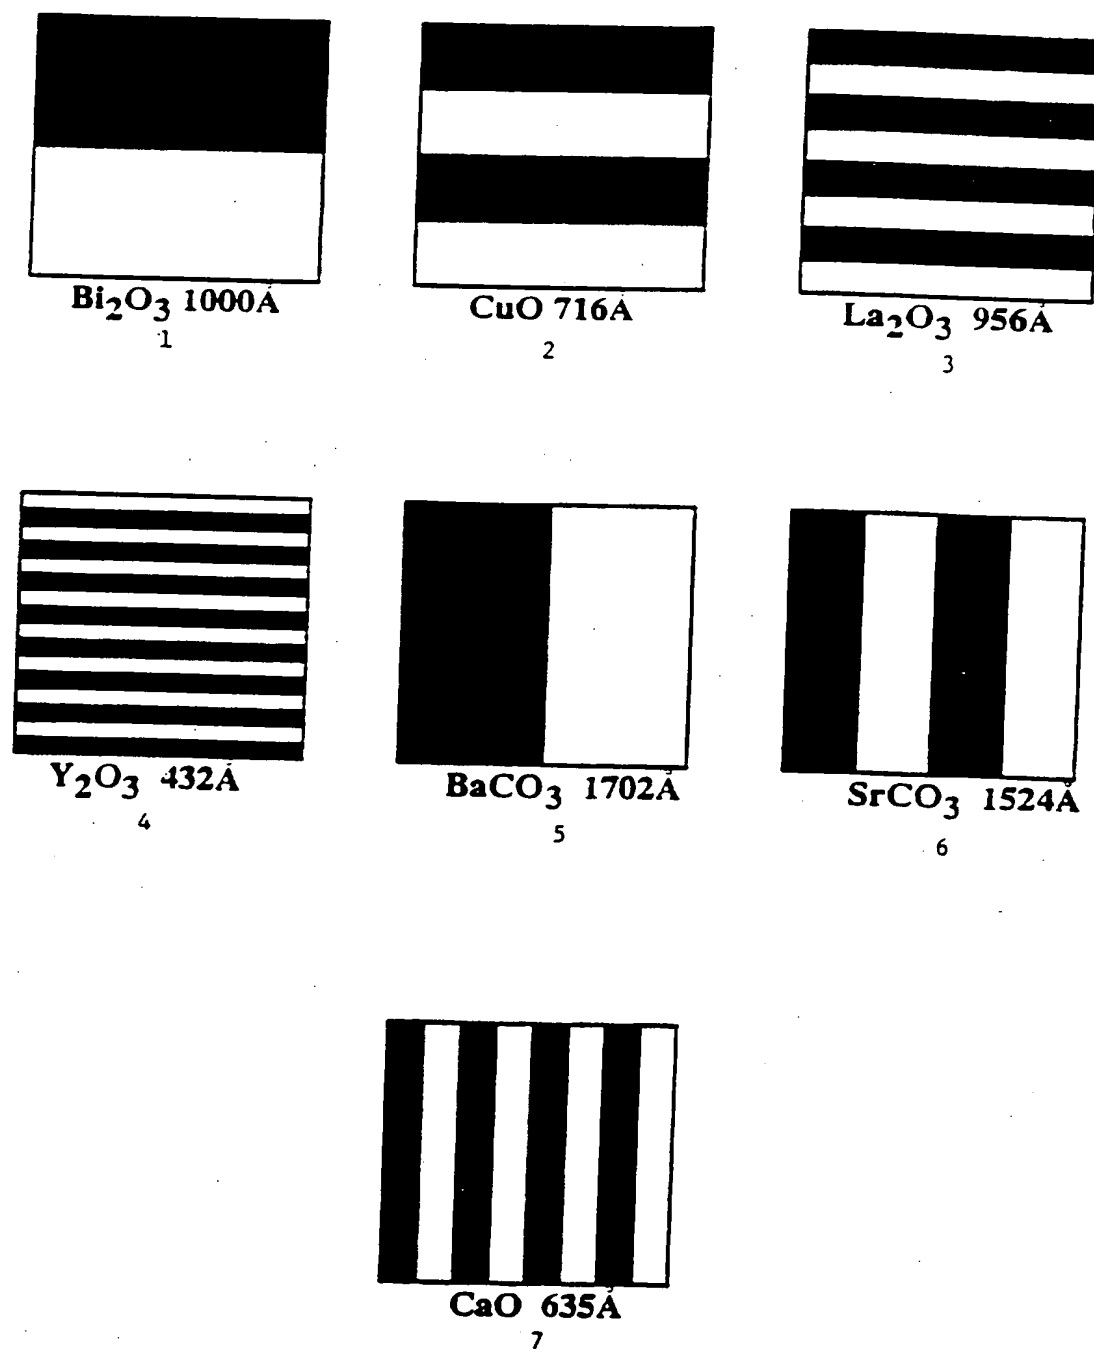 Bi₂O₃ 1000Å
1
CuO 716Å
2
La₂O₃ 956Å
3
Y₂O₃ 432Å
4
BaCO₃ 1702Å
5
SrCO₃ 1524Å
6
CaO 635Å
7